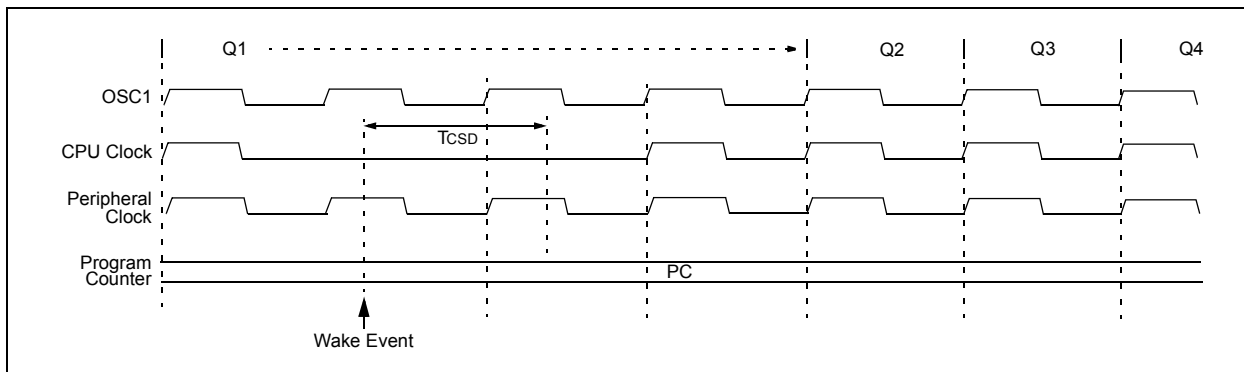 Q1 Q2 Q3 Q4
OSC1
TCSD
CPU Clock
Peripheral
Clock
Program
Counter
PC
Wake Event